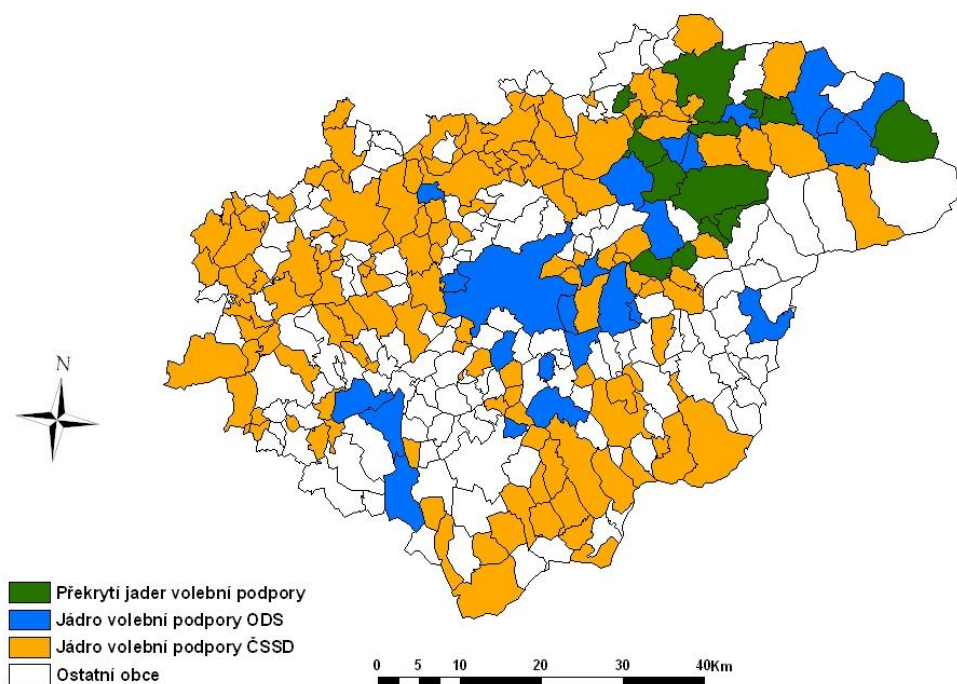 N
Překrytí jader volební podpory
Jádro volební podpory ODS
Jádro volební podpory ČSSD
Ostatní obce
0 5 10 20 30 40Km